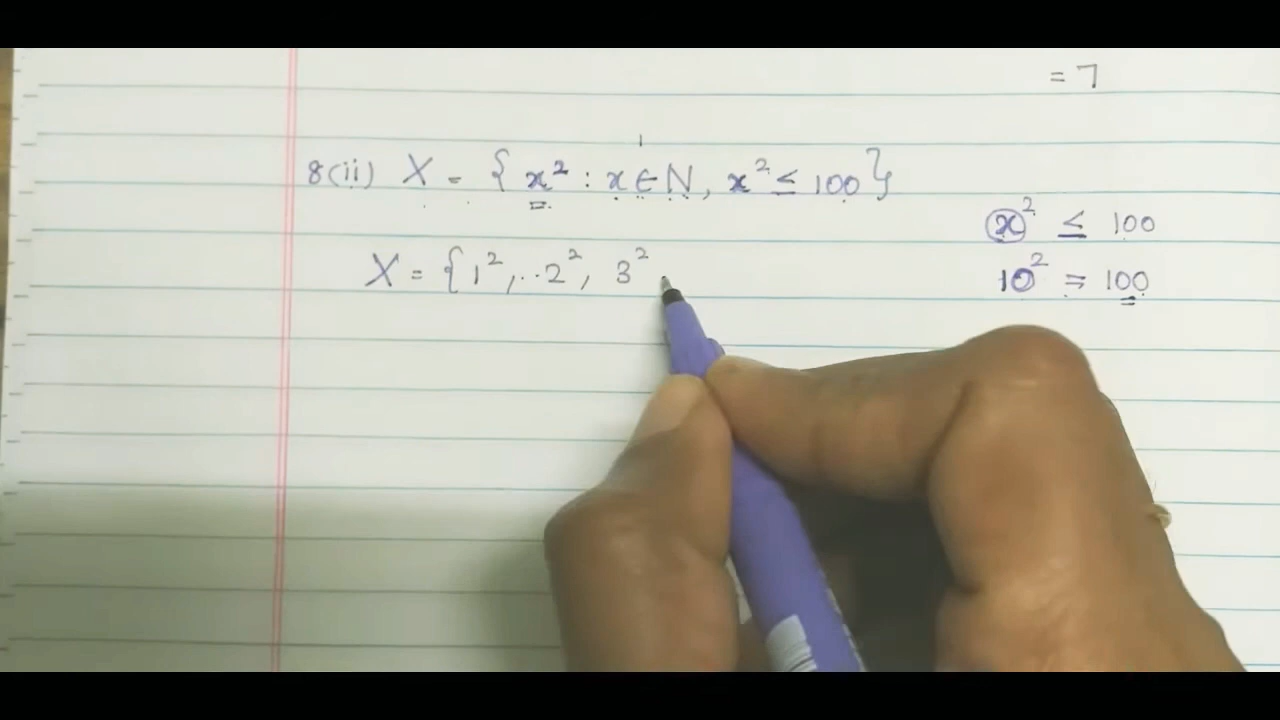 = 7
8(ii) X = { x² : x ∈ N, x² ≤ 100 }
x² ≤ 100
X = { 1², .. 2², 3²
10² = 100